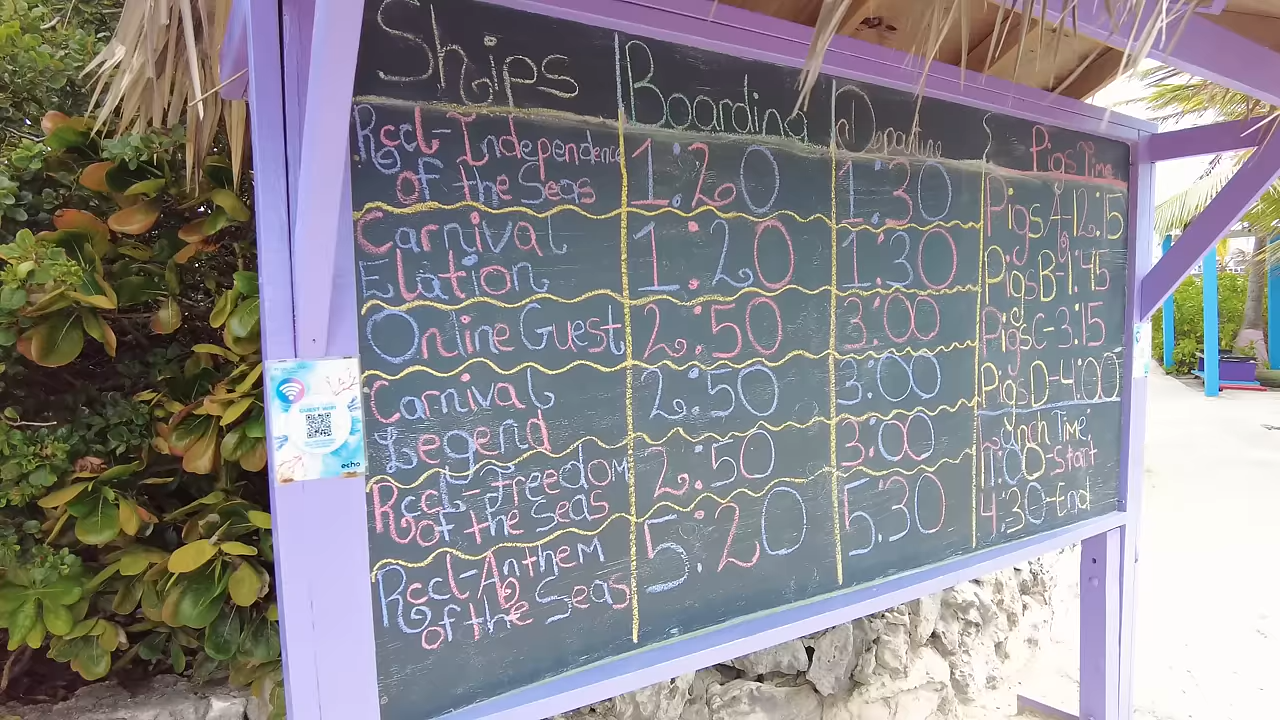 Ships Boarding Departing Pigs Time
Rccl-Independence
of the Seas 1:20 1:30 Pigs A-12:15
Carnival
Elation 1:20 1:30 Pigs B-1:45
Online Guest 2:50 3:00 Pigs C-3:15
Carnival
Legend 2:50 3:00 Pigs D-4:00
Rccl-Freedom
of the Seas 2:50 3:00 Lunch Time
11:00-Start
Rccl-Anthem
of the Seas 5:20 5:30 4:30-End
GUEST WIFI
echo